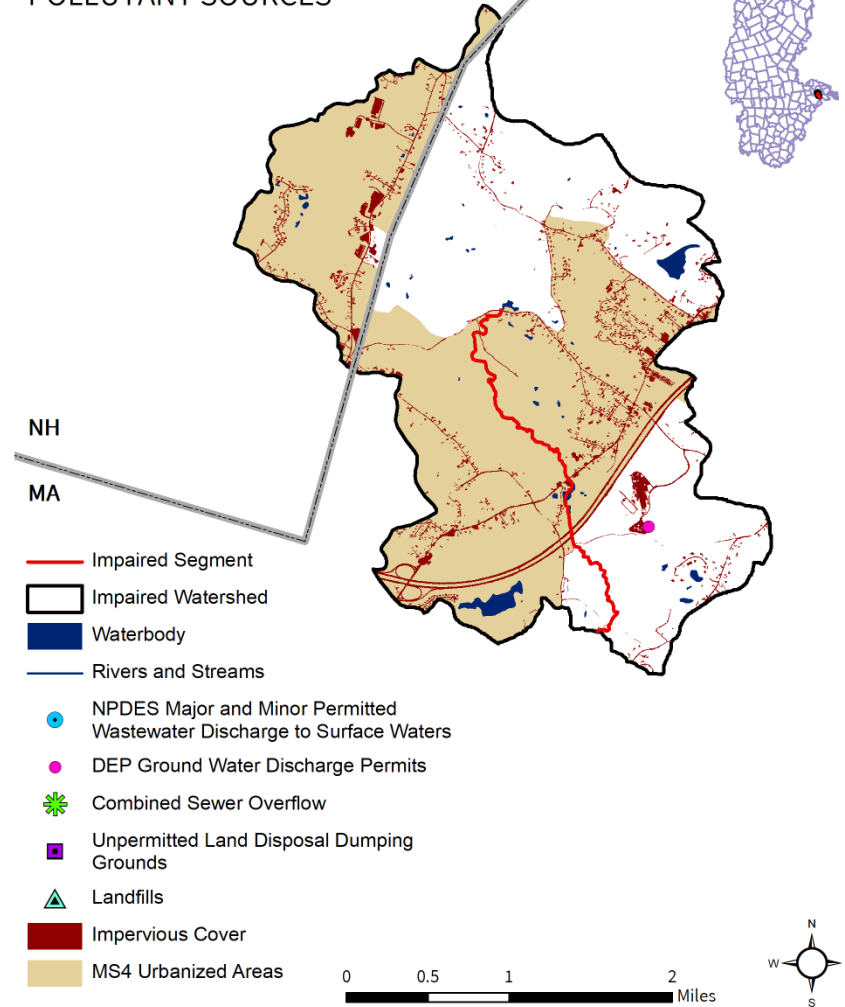 POLLUTANT SOURCES
NH
MA
Impaired Segment
Impaired Watershed
Waterbody
Rivers and Streams
NPDES Major and Minor Permitted
Wastewater Discharge to Surface Waters
DEP Ground Water Discharge Permits
Combined Sewer Overflow
Unpermitted Land Disposal Dumping
Grounds
Landfills
Impervious Cover
MS4 Urbanized Areas
0 0.5 1 2
Miles
N
W
S